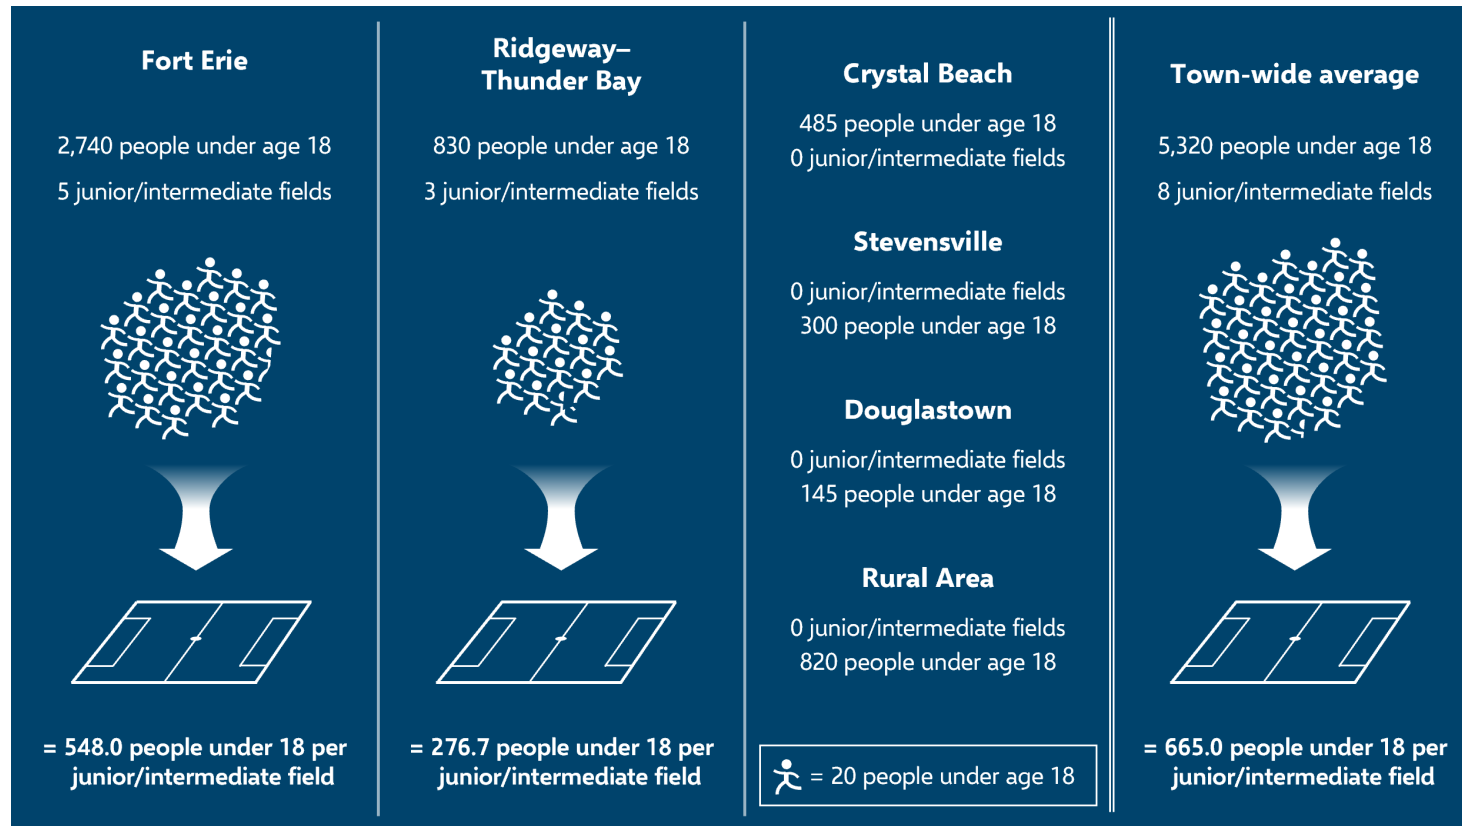 Fort Erie
2,740 people under age 18
5 junior/intermediate fields
= 548.0 people under 18 per
junior/intermediate field
Ridgeway–
Thunder Bay
830 people under age 18
3 junior/intermediate fields
= 276.7 people under 18 per
junior/intermediate field
Crystal Beach
485 people under age 18
0 junior/intermediate fields
Stevensville
0 junior/intermediate fields
300 people under age 18
Douglastown
0 junior/intermediate fields
145 people under age 18
Rural Area
0 junior/intermediate fields
820 people under age 18
= 20 people under age 18
Town-wide average
5,320 people under age 18
8 junior/intermediate fields
= 665.0 people under 18 per
junior/intermediate field